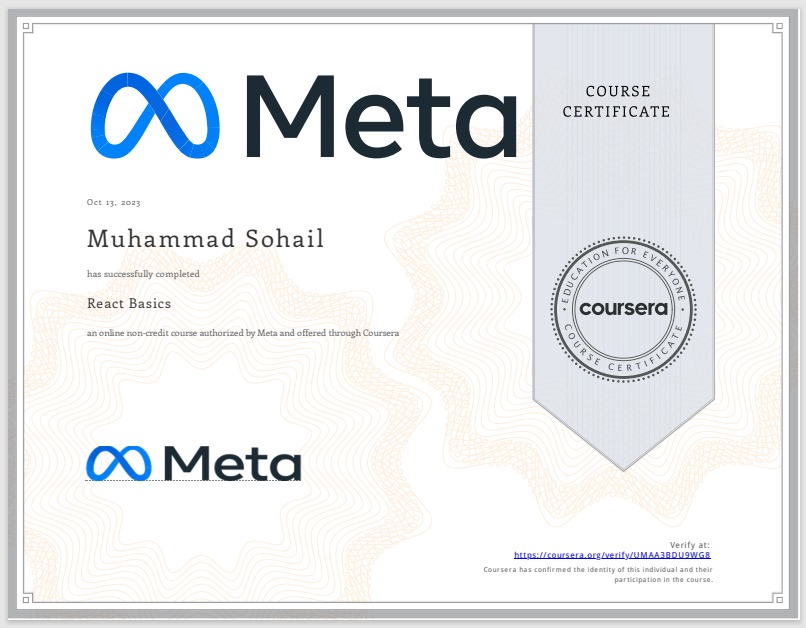 Meta
COURSE
CERTIFICATE
Oct 13, 2023
Muhammad Sohail
has successfully completed
React Basics
an online non-credit course authorized by Meta and offered through Coursera
EDUCATION FOR EVERYONE
coursera
COURSE CERTIFICATE
Meta
Verify at:
https://coursera.org/verify/UMAA3BDU9WG8
Coursera has confirmed the identity of this individual and their
participation in the course.